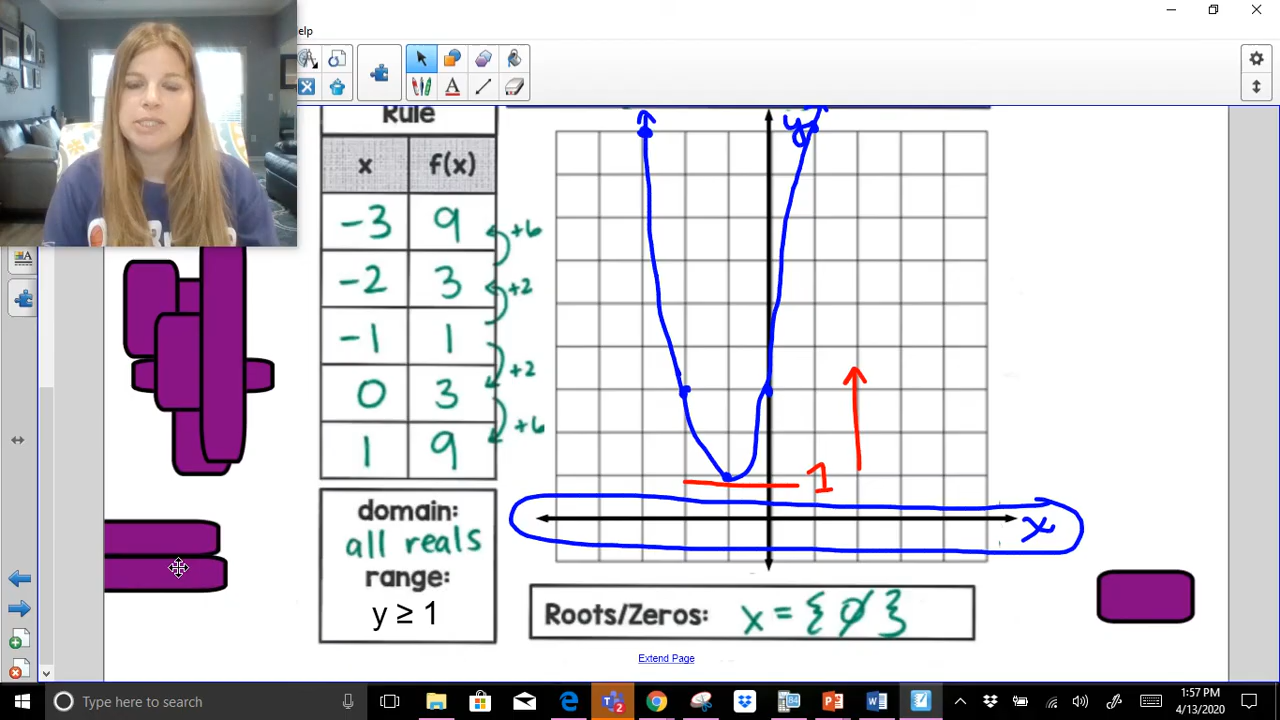 elp
Rule
x f(x)
-3 9 +6
-2 3 +2
-1 1
0 3 +2
1 9 +6
domain:
all reals
range:
y ≥ 1
y
1
x
Roots/Zeros: x = {∅}
Extend Page
Type here to search
2
1:57 PM
4/13/2020